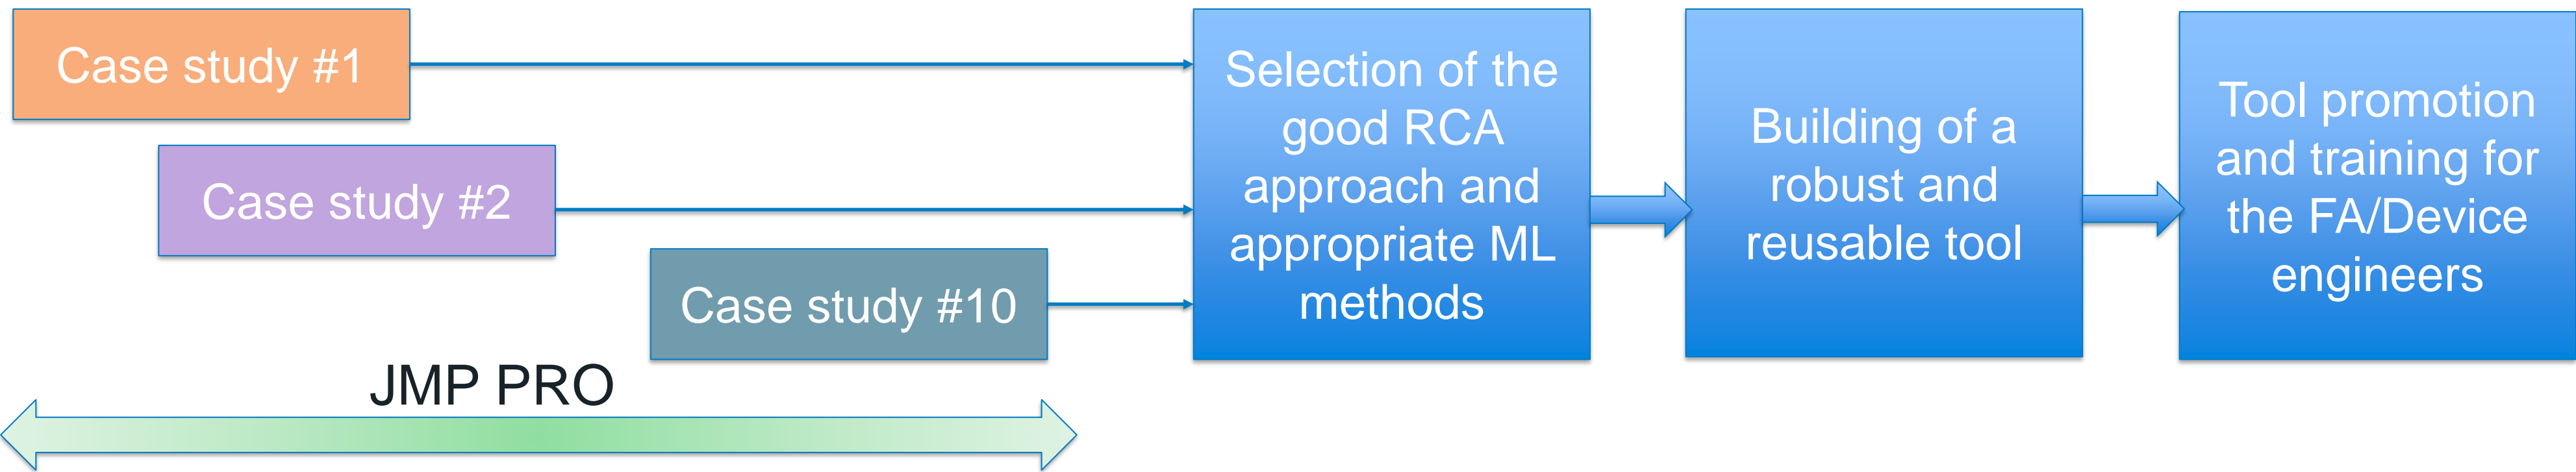 Case study #1
Case study #2
Case study #10
JMP PRO
Selection of the
good RCA
approach and
appropriate ML
methods
Building of a
robust and
reusable tool
Tool promotion
and training for
the FA/Device
engineers